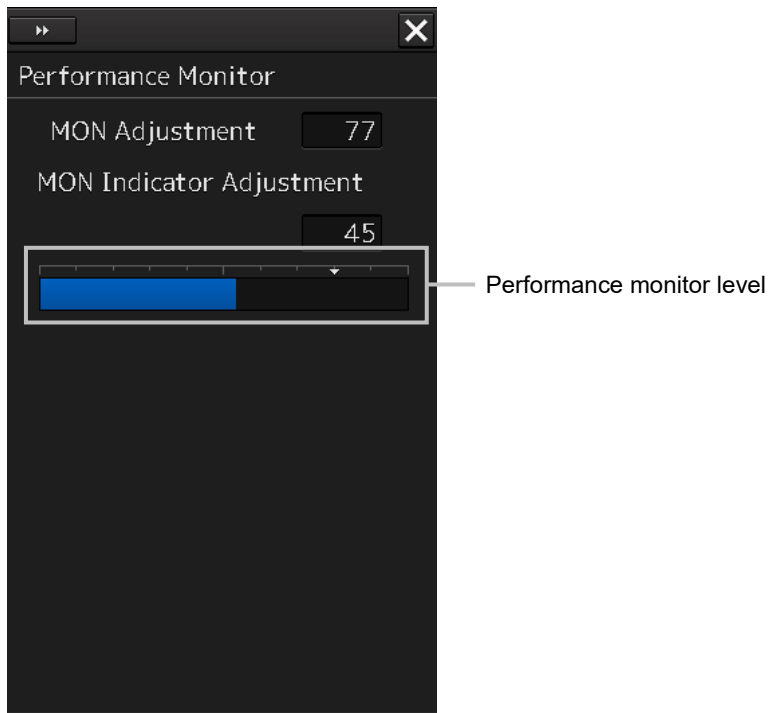 Performance Monitor
MON Adjustment 77
MON Indicator Adjustment
45
Performance monitor level